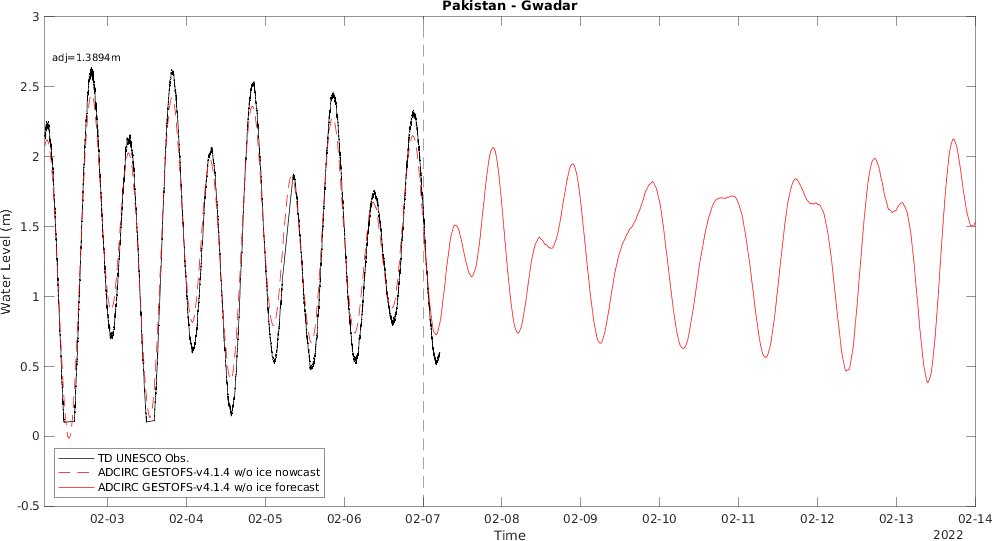 Pakistan - Gwadar
3
adj=1.3894m
2.5
2
1.5
1
0.5
0
-0.5
Water Level (m)
TD UNESCO Obs.
ADCIRC GESTOFS-v4.1.4 w/o ice nowcast
ADCIRC GESTOFS-v4.1.4 w/o ice forecast
02-03 02-04 02-05 02-06 02-07 02-08 02-09 02-10 02-11 02-12 02-13 02-14
Time
2022